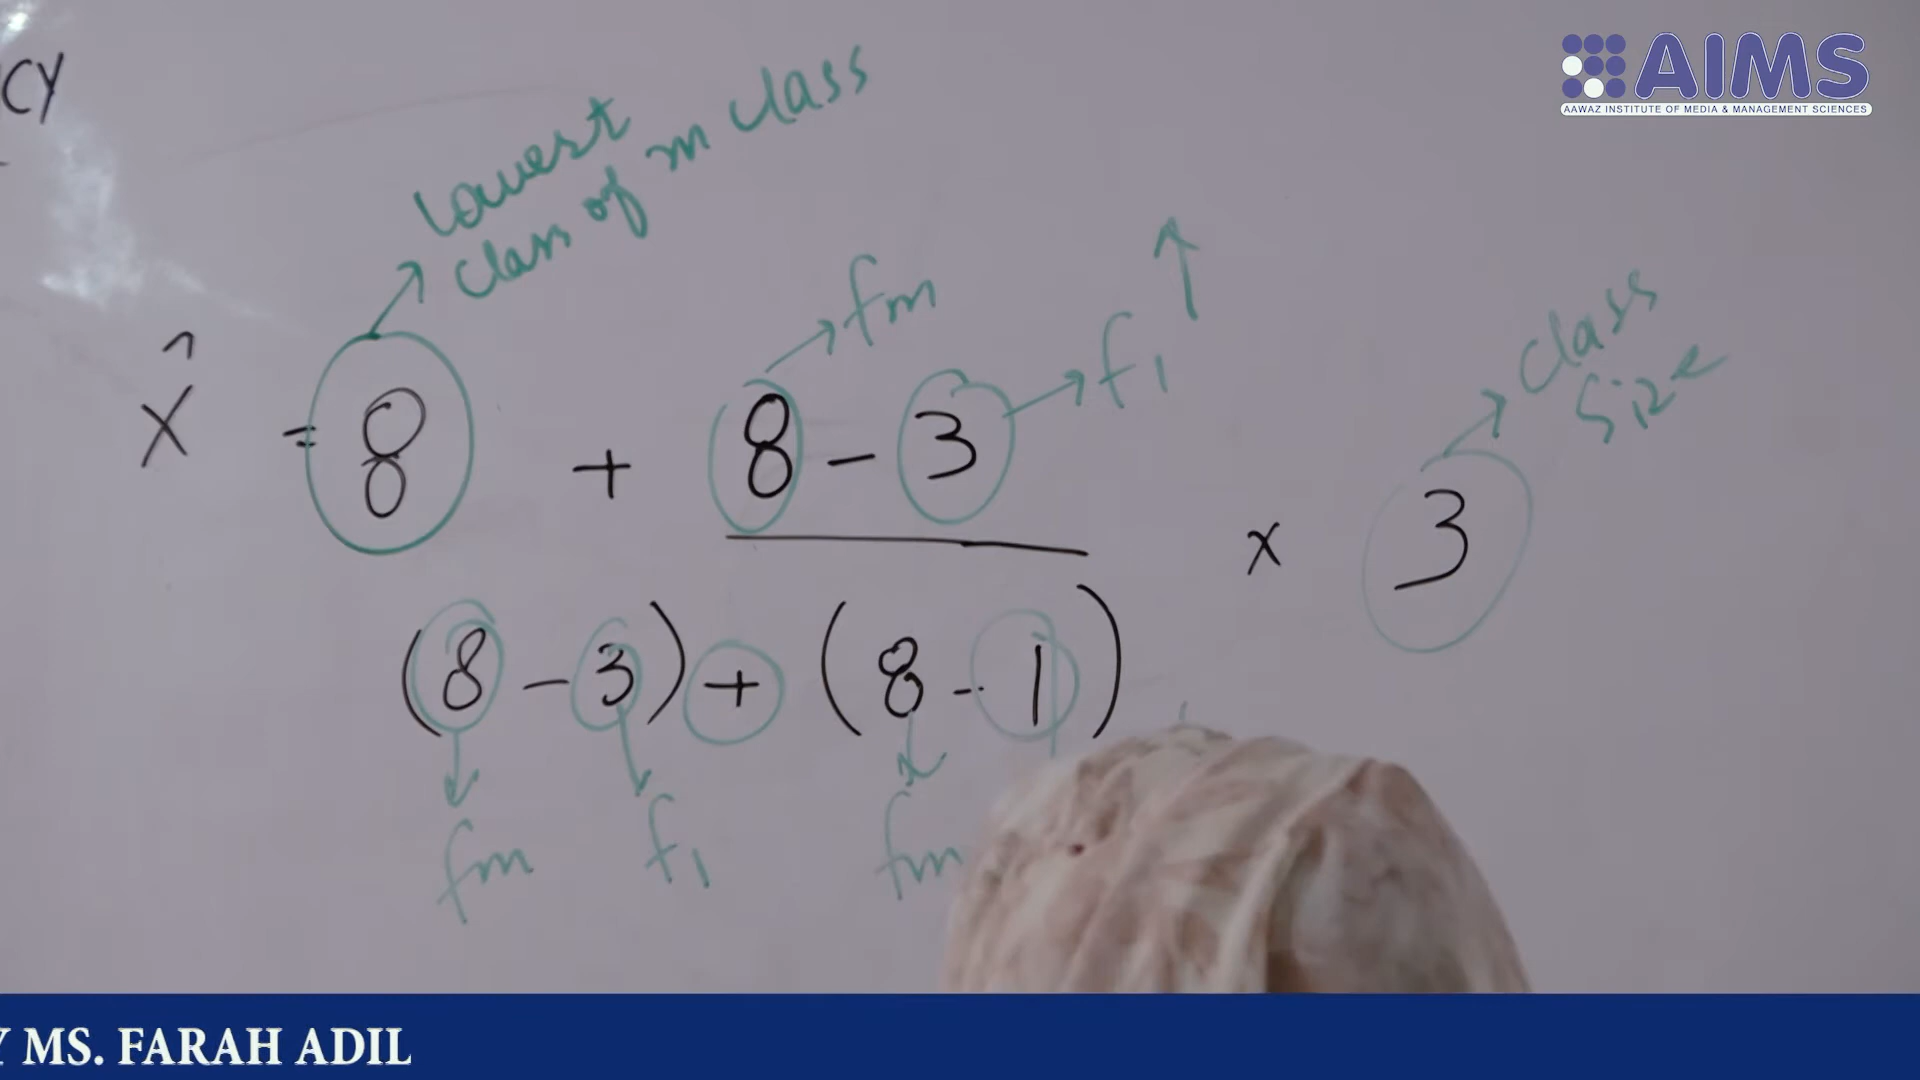 CY
AIMS
AAWAZ INSTITUTE OF MEDIA & MANAGEMENT SCIENCES
lowest
class of m class
fm
f1
class
size
X̂ = 8 + 8 - 3
x 3
(8 - 3) + (8 - 1)
fm f1 fm
Y MS. FARAH ADIL